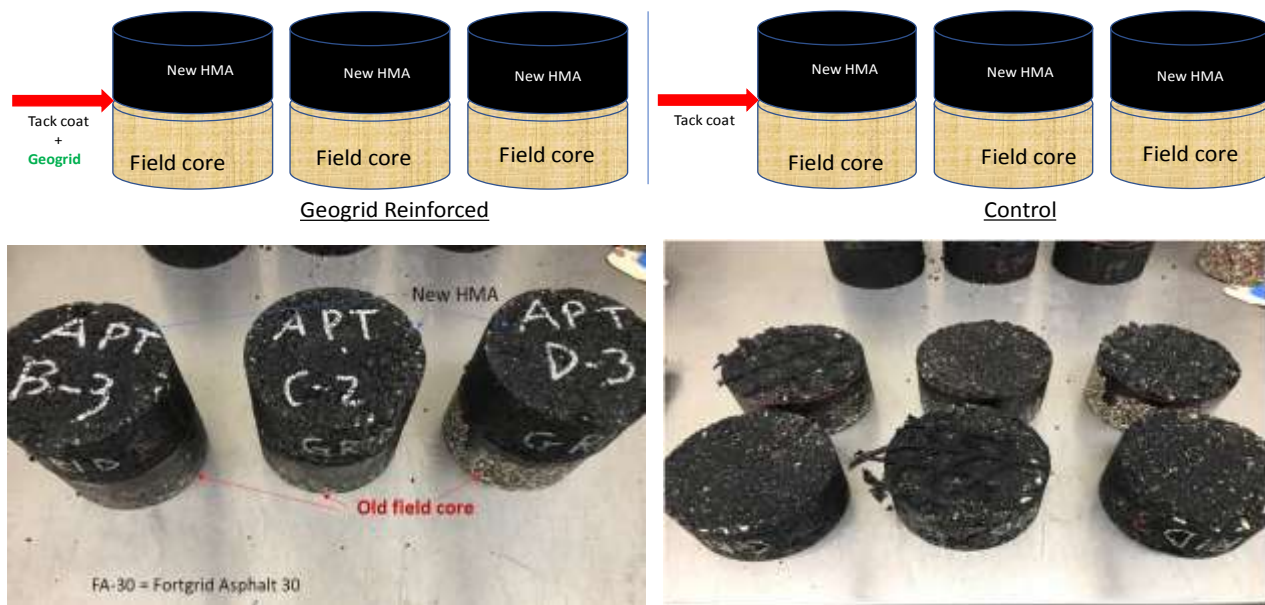 New HMA
New HMA
New HMA
Tack coat
+
Geogrid
Field core
Field core
Field core
Geogrid Reinforced
New HMA
New HMA
New HMA
Tack coat
Field core
Field core
Field core
Control
New HMA
APT
B-3
APT
C-2
APT
D-3
Old field core
FA-30 = Fortgrid Asphalt 30